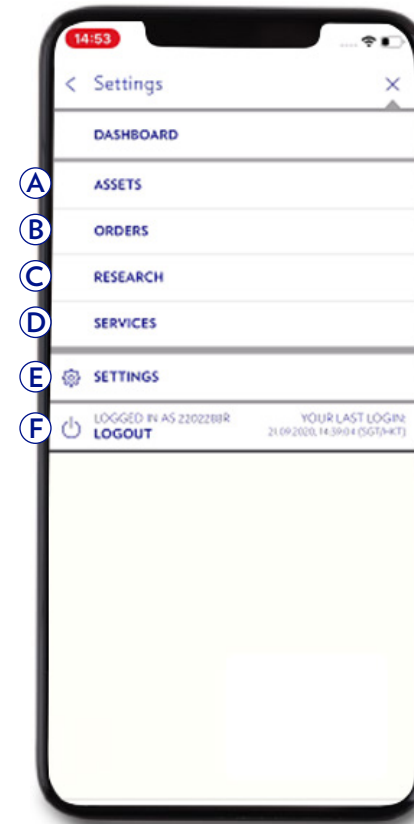 14:53
Settings
DASHBOARD
A ASSETS
B ORDERS
C RESEARCH
D SERVICES
E SETTINGS
F LOGGED IN AS 2202288R YOUR LAST LOGIN:
LOGOUT 21.09.2020, 14:39:04 (SGT/HKT)